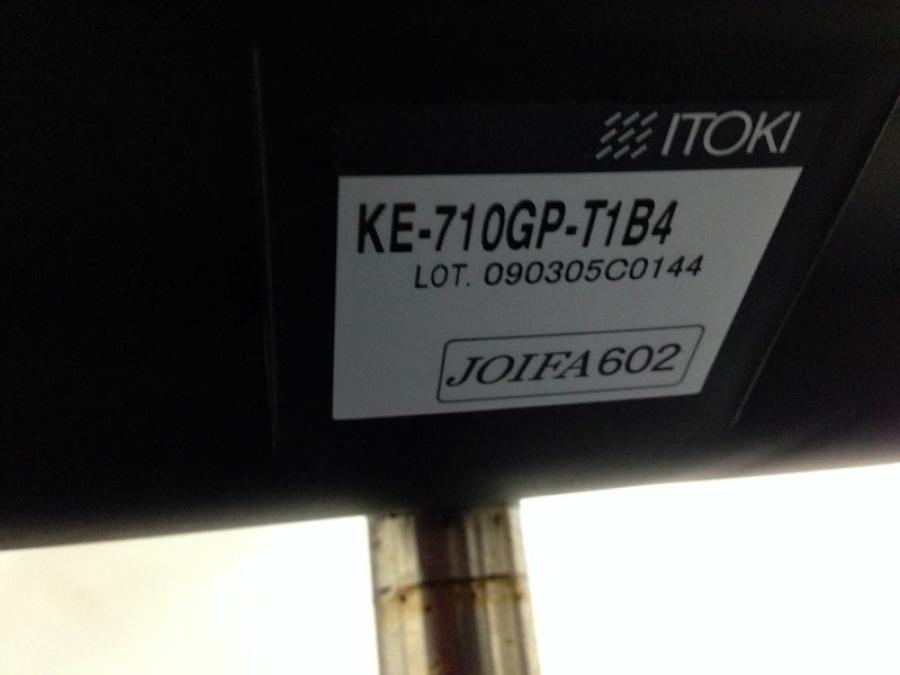 ITOKI
KE-710GP-T1B4
LOT. 090305C0144
JOIFA602